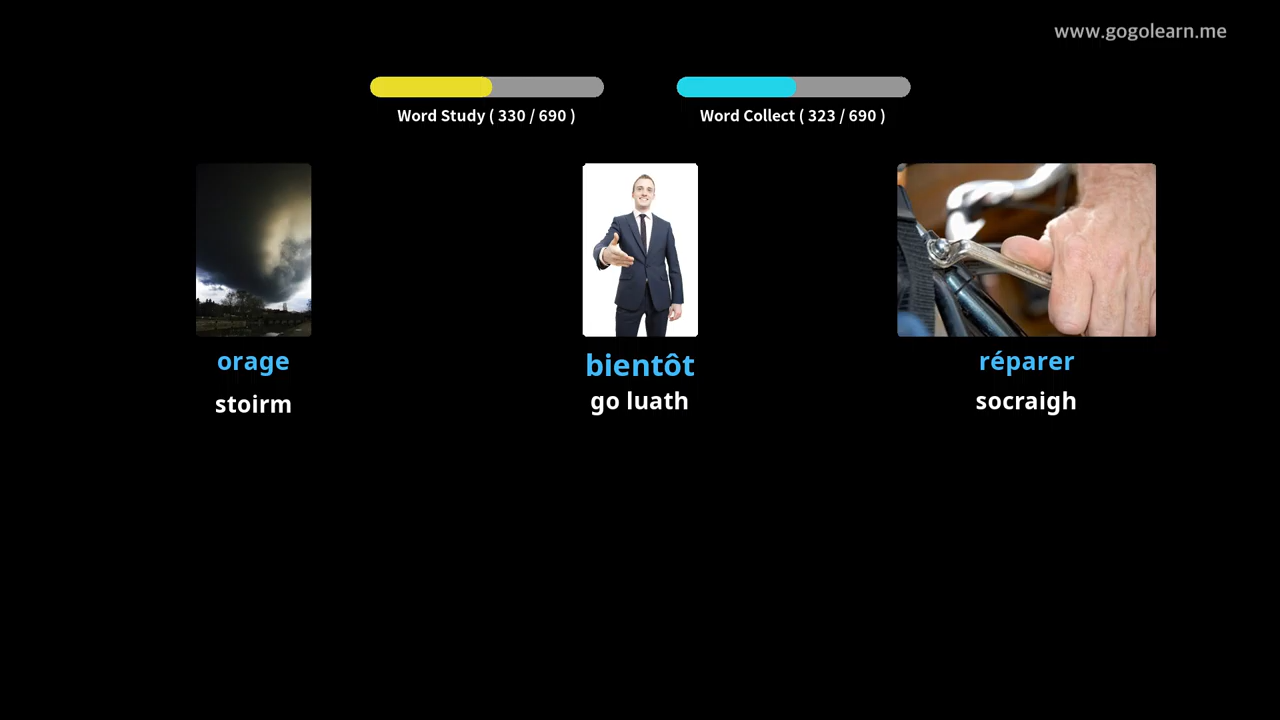 www.gogolearn.me
Word Study ( 330 / 690 )
Word Collect ( 323 / 690 )
orage
stoirm
bientôt
go luath
réparer
socraigh